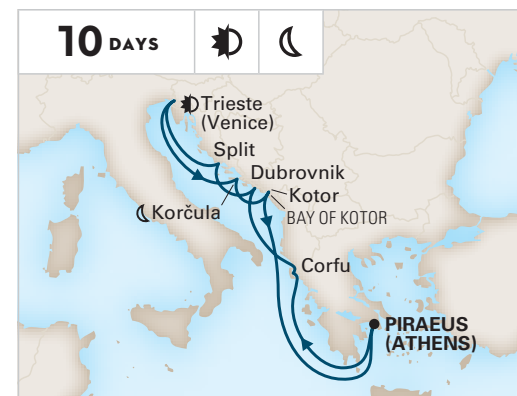 10 DAYS
Trieste
(Venice)
Split
Dubrovnik
Kotor
Korčula
BAY OF KOTOR
Corfu
PIRAEUS
(ATHENS)